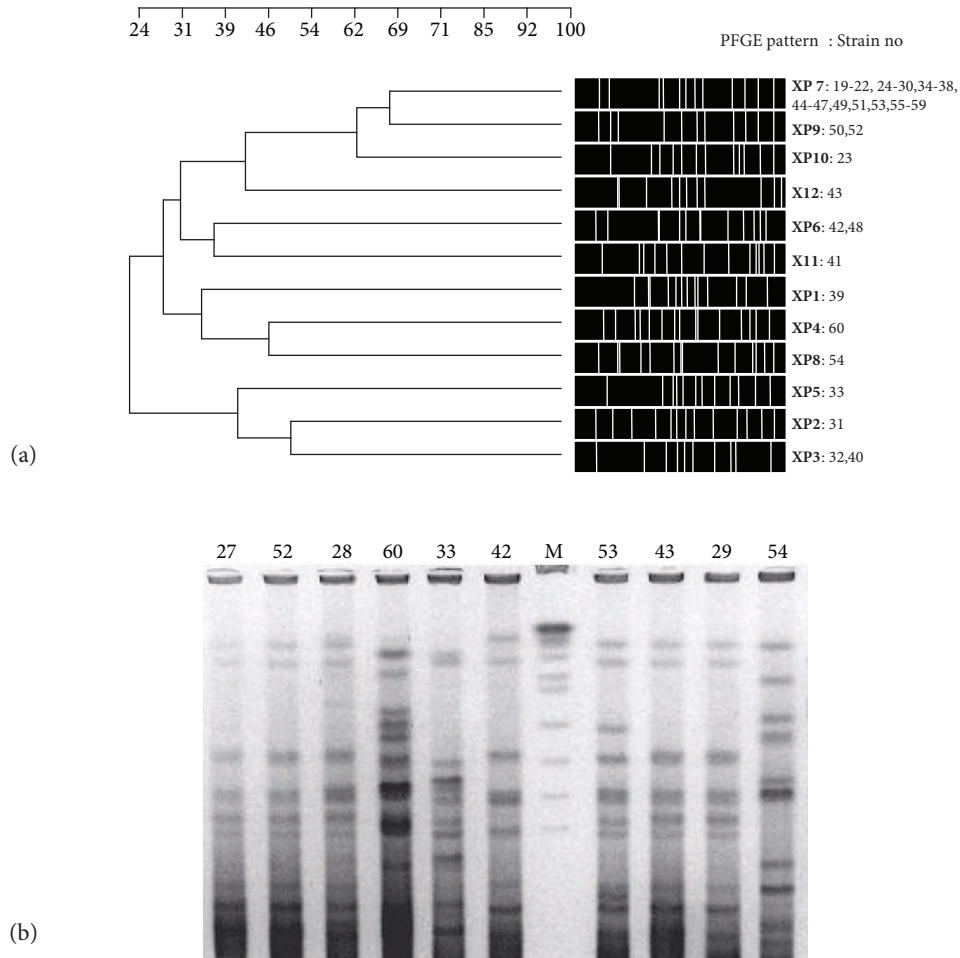 24 31 39 46 54 62 69 71 85 92 100
PFGE pattern : Strain no
XP 7: 19-22, 24-30,34-38,
44-47,49,51,53,55-59
XP9: 50,52
XP10: 23
X12: 43
XP6: 42,48
X11: 41
XP1: 39
XP4: 60
XP8: 54
XP5: 33
XP2: 31
XP3: 32,40
(a)
27 52 28 60 33 42 M 53 43 29 54
(b)